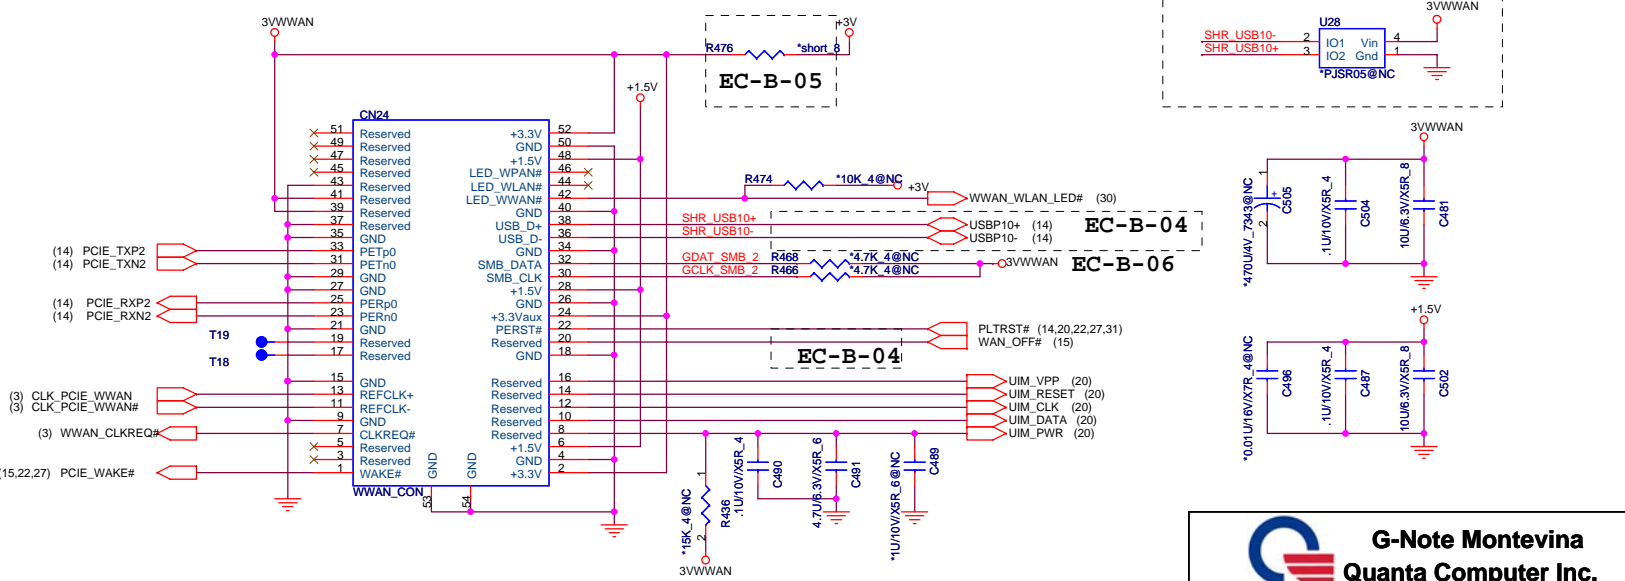 3VWWAN
+3V
R476
*short_8
EC-B-05
+1.5V
3VWWAN
U28
SHR_USB10-
2
IO1
Vin
4
SHR_USB10+
3
IO2
Gnd
1
*PJSR05@NC
CN24
51 Reserved +3.3V 52
49 Reserved GND 50
47 Reserved +1.5V 48
45 Reserved LED_WPAN# 46
43 Reserved LED_WLAN# 44
41 Reserved LED_WWAN# 42
39 Reserved GND 40
37 Reserved USB_D+ 38
35 GND USB_D- 36
33 PETp0 GND 34
31 PETn0 SMB_DATA 32
29 GND SMB_CLK 30
27 GND +1.5V 28
25 PERp0 GND 26
23 PERn0 +3.3Vaux 24
21 GND PERST# 22
19 Reserved Reserved 20
17 Reserved GND 18
15 GND Reserved 16
13 REFCLK+ Reserved 14
11 REFCLK- Reserved 12
9 GND Reserved 10
7 CLKREQ# Reserved 8
5 Reserved +1.5V 6
3 Reserved GND 4
1 WAKE# +3.3V 2
GND GND
53 54
WWAN_CON
(14) PCIE_TXP2
(14) PCIE_TXN2
(14) PCIE_RXP2
(14) PCIE_RXN2
T19
T18
(3) CLK_PCIE_WWAN
(3) CLK_PCIE_WWAN#
(3) WWAN_CLKREQ#
(15,22,27) PCIE_WAKE#
R474
*10K_4@NC
+3V
WWAN_WLAN_LED# (30)
SHR_USB10+
USBP10+ (14)
SHR_USB10-
USBP10- (14)
EC-B-04
GDAT_SMB_2 R468 *4.7K_4@NC
3VWWAN
GCLK_SMB_2 R466 *4.7K_4@NC
EC-B-06
PLTRST# (14,20,22,27,31)
WAN_OFF# (15)
EC-B-04
UIM_VPP (20)
UIM_RESET (20)
UIM_CLK (20)
UIM_DATA (20)
UIM_PWR (20)
*15K_4@NC
1
2
R436
3VWWAN
.1U/10V/X5R_4
C490
4.7U/6.3V/X5R_6
C491
*1U/10V/X5R_6@NC
C489
3VWWAN
*470U/4V_7343@NC
1
+
2
C505
.1U/10V/X5R_4
C504
10U/6.3V/X5R_8
C481
+1.5V
*0.01U/16V/X7R_4@NC
C496
.1U/10V/X5R_4
C487
10U/6.3V/X5R_8
C502
G-Note Montevina
Quanta Computer Inc.